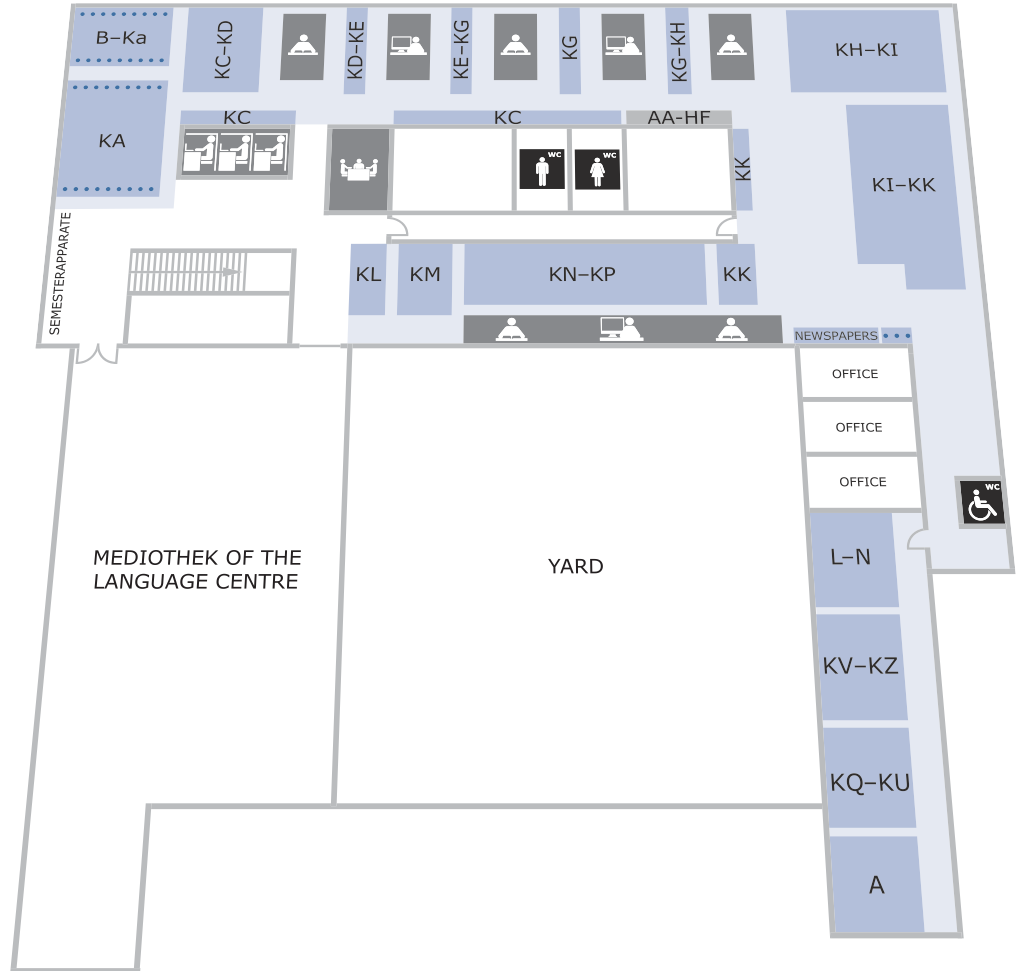 B–Ka
KC–KD
KD–KE
KE–KG
KG
KG–KH
KH–KI
KA
KC
KC
AA-HF
WC
WC
KK
KI–KK
SEMESTERAPPARATE
KL
KM
KN–KP
KK
NEWSPAPERS
OFFICE
OFFICE
OFFICE
WC
MEDIOTHEK OF THE
LANGUAGE CENTRE
YARD
L–N
KV–KZ
KQ–KU
A